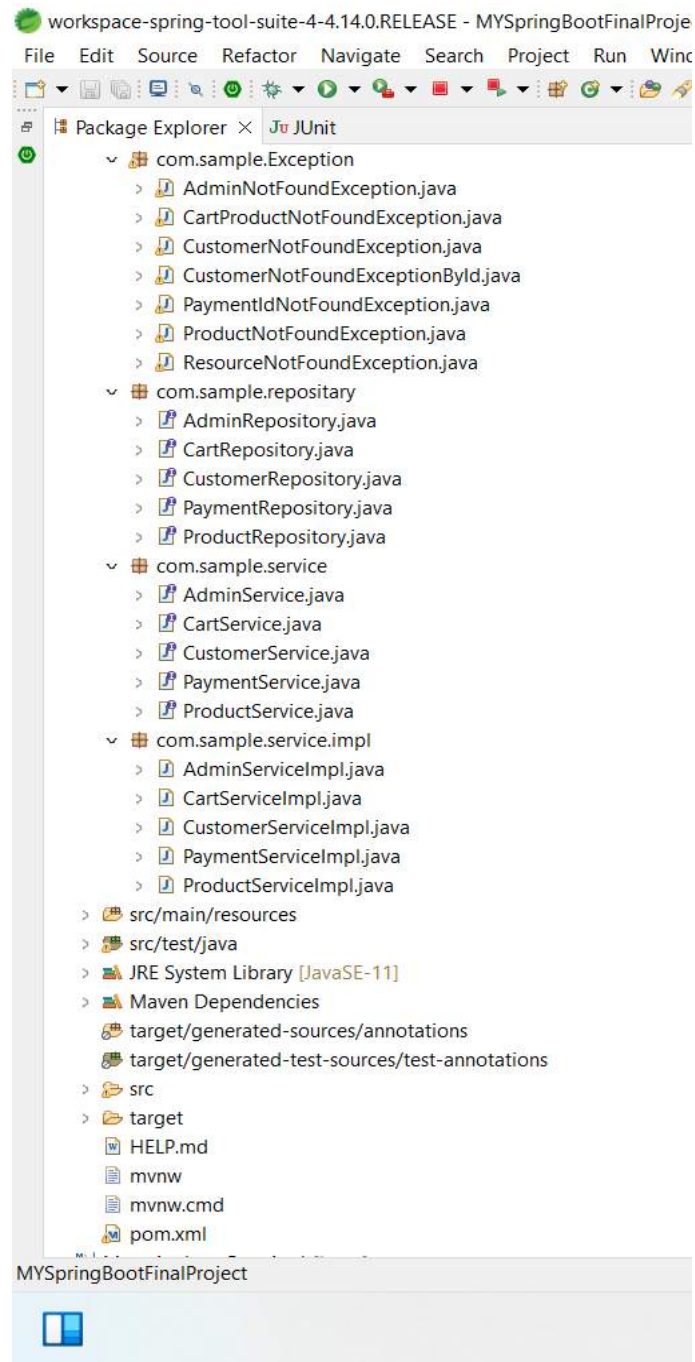 workspace-spring-tool-suite-4-4.14.0.RELEASE - MYSpringBootFinalProje
File Edit Source Refactor Navigate Search Project Run Wind
Package Explorer JUnit
com.sample.Exception
AdminNotFoundException.java
CartProductNotFoundException.java
CustomerNotFoundException.java
CustomerNotFoundExceptionById.java
PaymentIdNotFoundException.java
ProductNotFoundException.java
ResourceNotFoundException.java
com.sample.repositary
AdminRepository.java
CartRepository.java
CustomerRepository.java
PaymentRepository.java
ProductRepository.java
com.sample.service
AdminService.java
CartService.java
CustomerService.java
PaymentService.java
ProductService.java
com.sample.service.impl
AdminServiceImpl.java
CartServiceImpl.java
CustomerServiceImpl.java
PaymentServiceImpl.java
ProductServiceImpl.java
src/main/resources
src/test/java
JRE System Library [JavaSE-11]
Maven Dependencies
target/generated-sources/annotations
target/generated-test-sources/test-annotations
src
target
HELP.md
mvnw
mvnw.cmd
pom.xml
MYSpringBootFinalProject